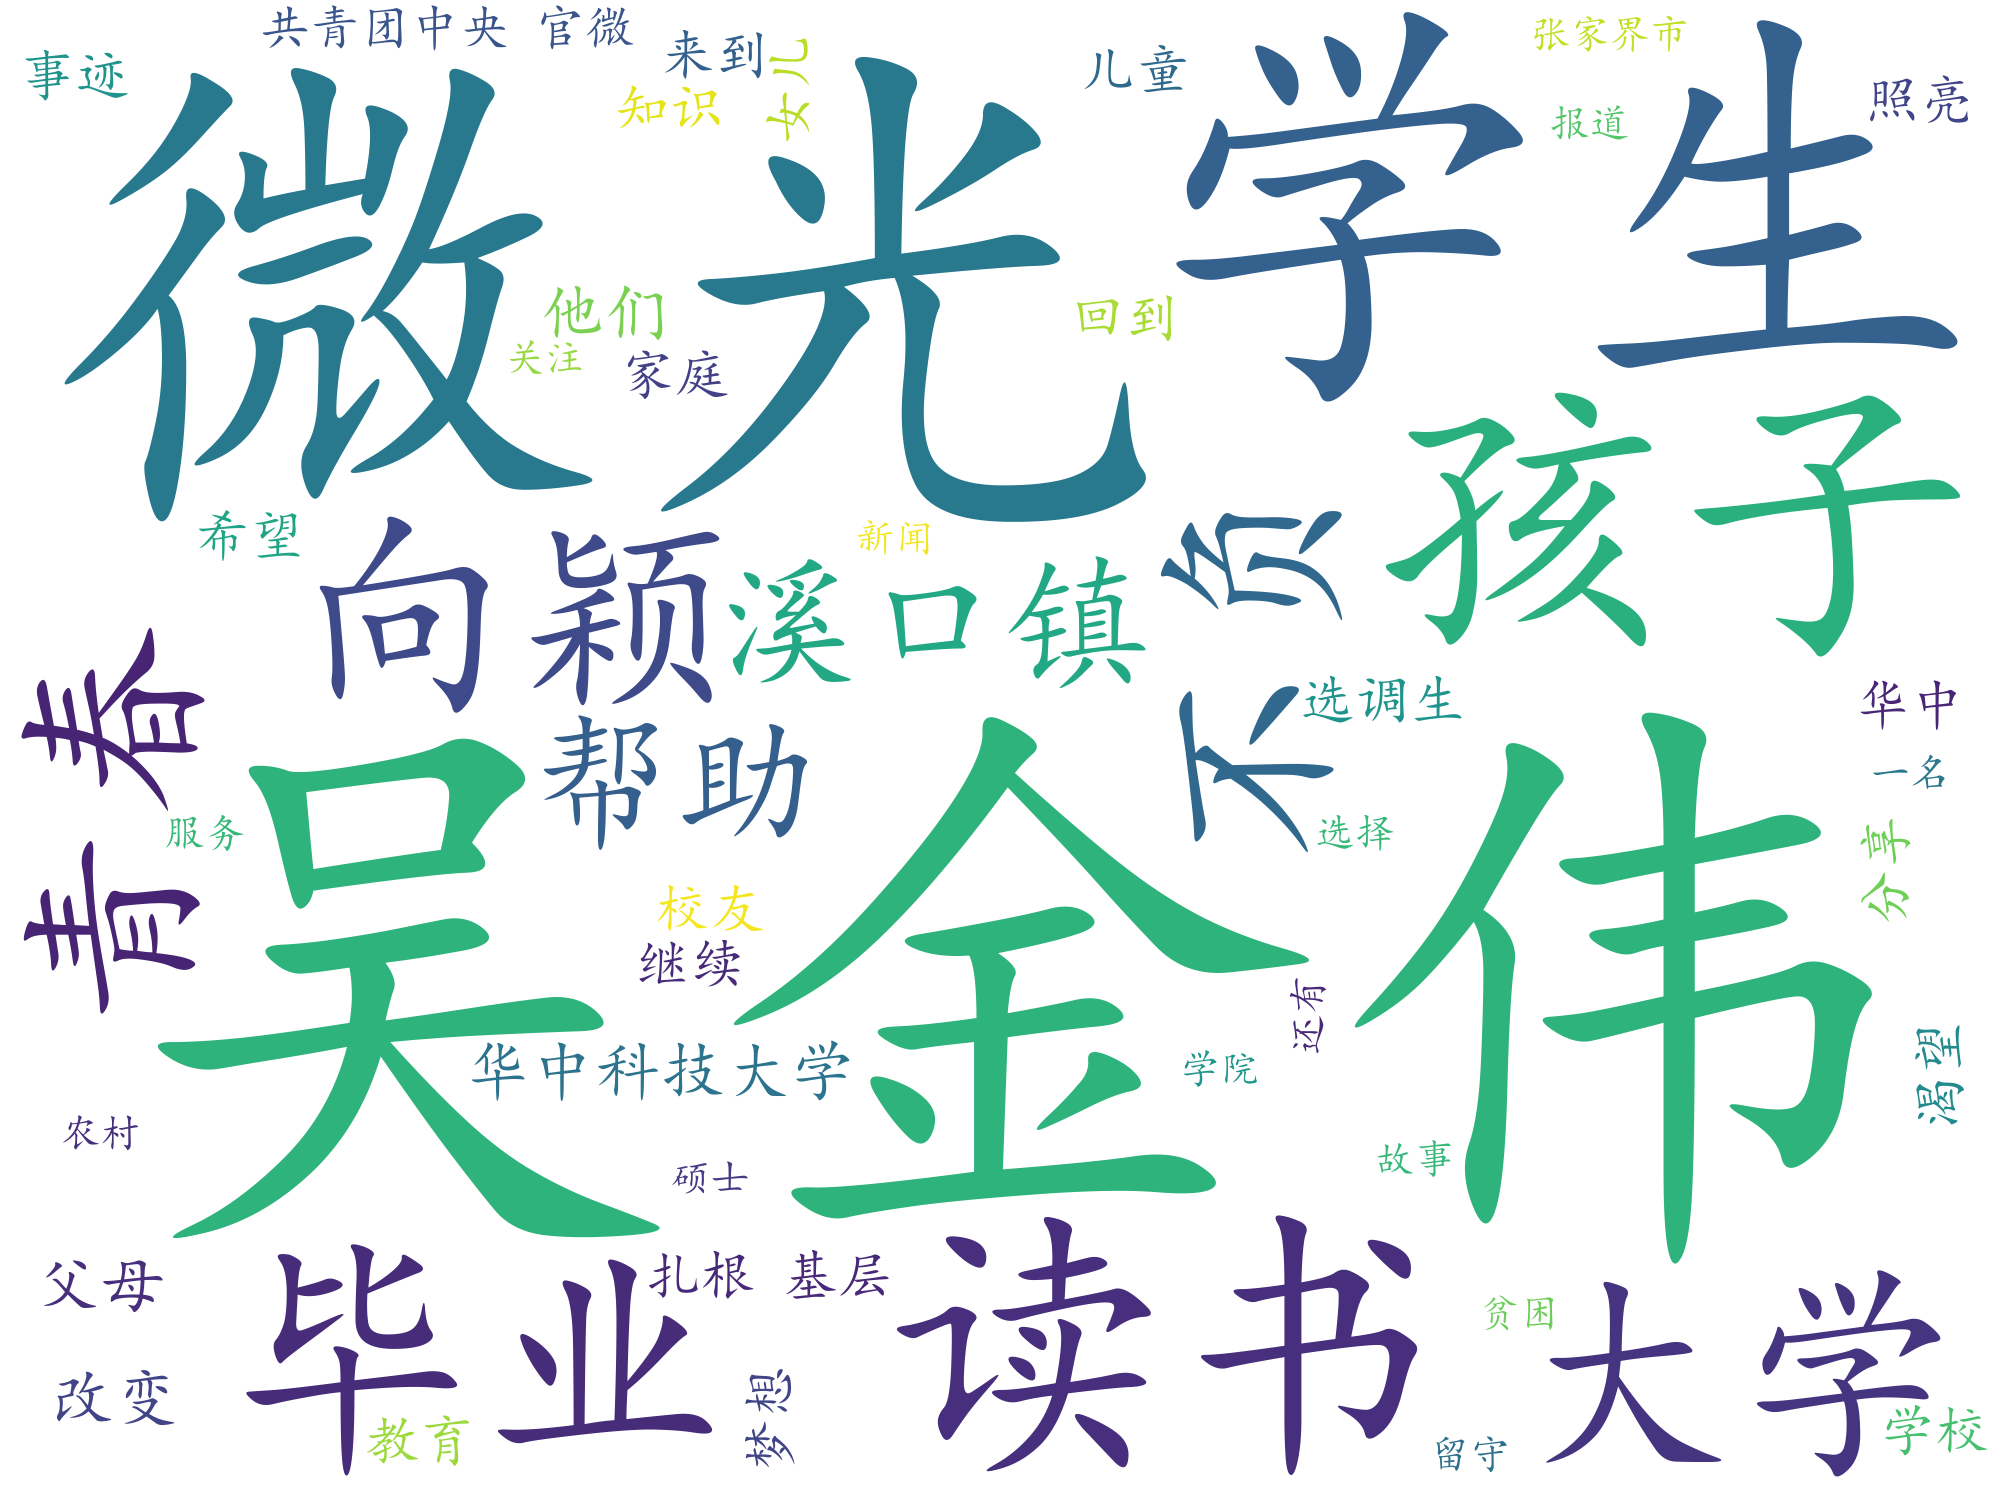 共青团中央 官微
来到
女儿
儿童
张家界市
事迹
知识
报道
照亮
微光
学生
他们
回到
关注
家庭
孩子
希望
向颖
新闻
溪口镇
不负
青春
帮助
选调生
华中
一名
服务
选择
分享
吴金伟
校友
继续
还有
华中科技大学
学院
渴望
农村
硕士
故事
父母
毕业
扎根 基层
读书
贫困
大学
改变
教育
梦想
留守
学校